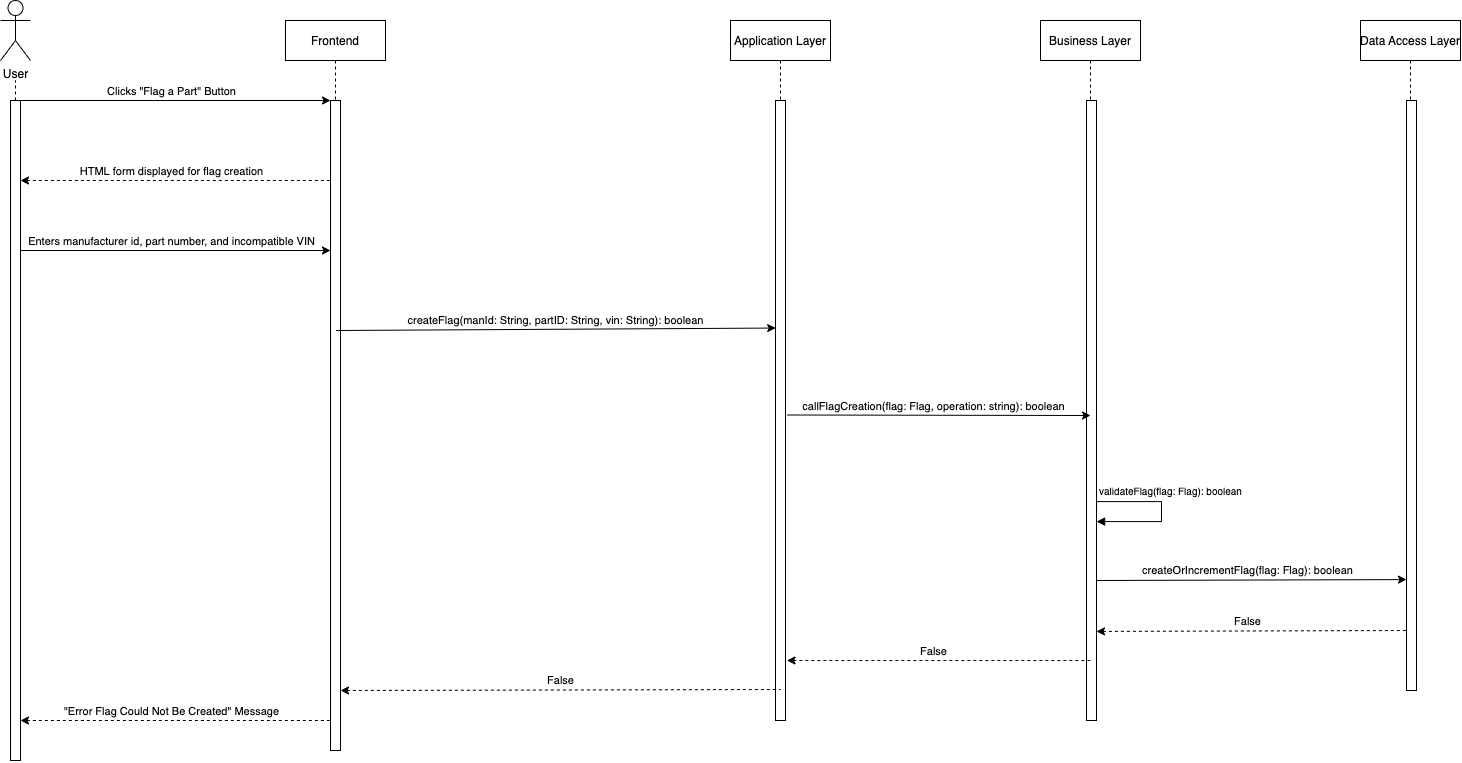 User
Frontend
Application Layer
Business Layer
Data Access Layer
Clicks "Flag a Part" Button
HTML form displayed for flag creation
Enters manufacturer id, part number, and incompatible VIN
createFlag(manId: String, partID: String, vin: String): boolean
callFlagCreation(flag: Flag, operation: string): boolean
validateFlag(flag: Flag): boolean
createOrIncrementFlag(flag: Flag): boolean
False
False
False
"Error Flag Could Not Be Created" Message